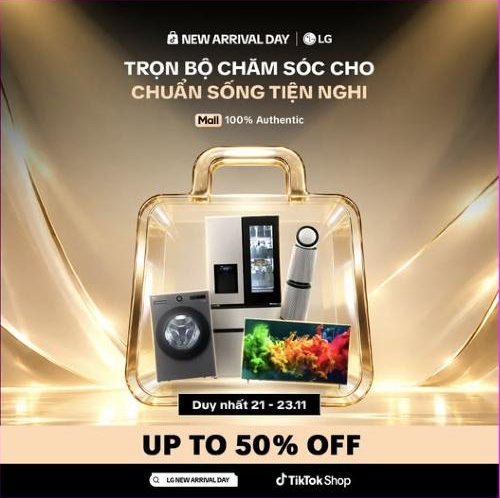 NEW ARRIVAL DAY | LG
TRỌN BỘ CHĂM SÓC CHO
CHUẨN SỐNG TIỆN NGHI
Mall 100% Authentic
Duy nhất 21 - 23.11
UP TO 50% OFF
LG NEW ARRIVAL DAY
TikTok Shop